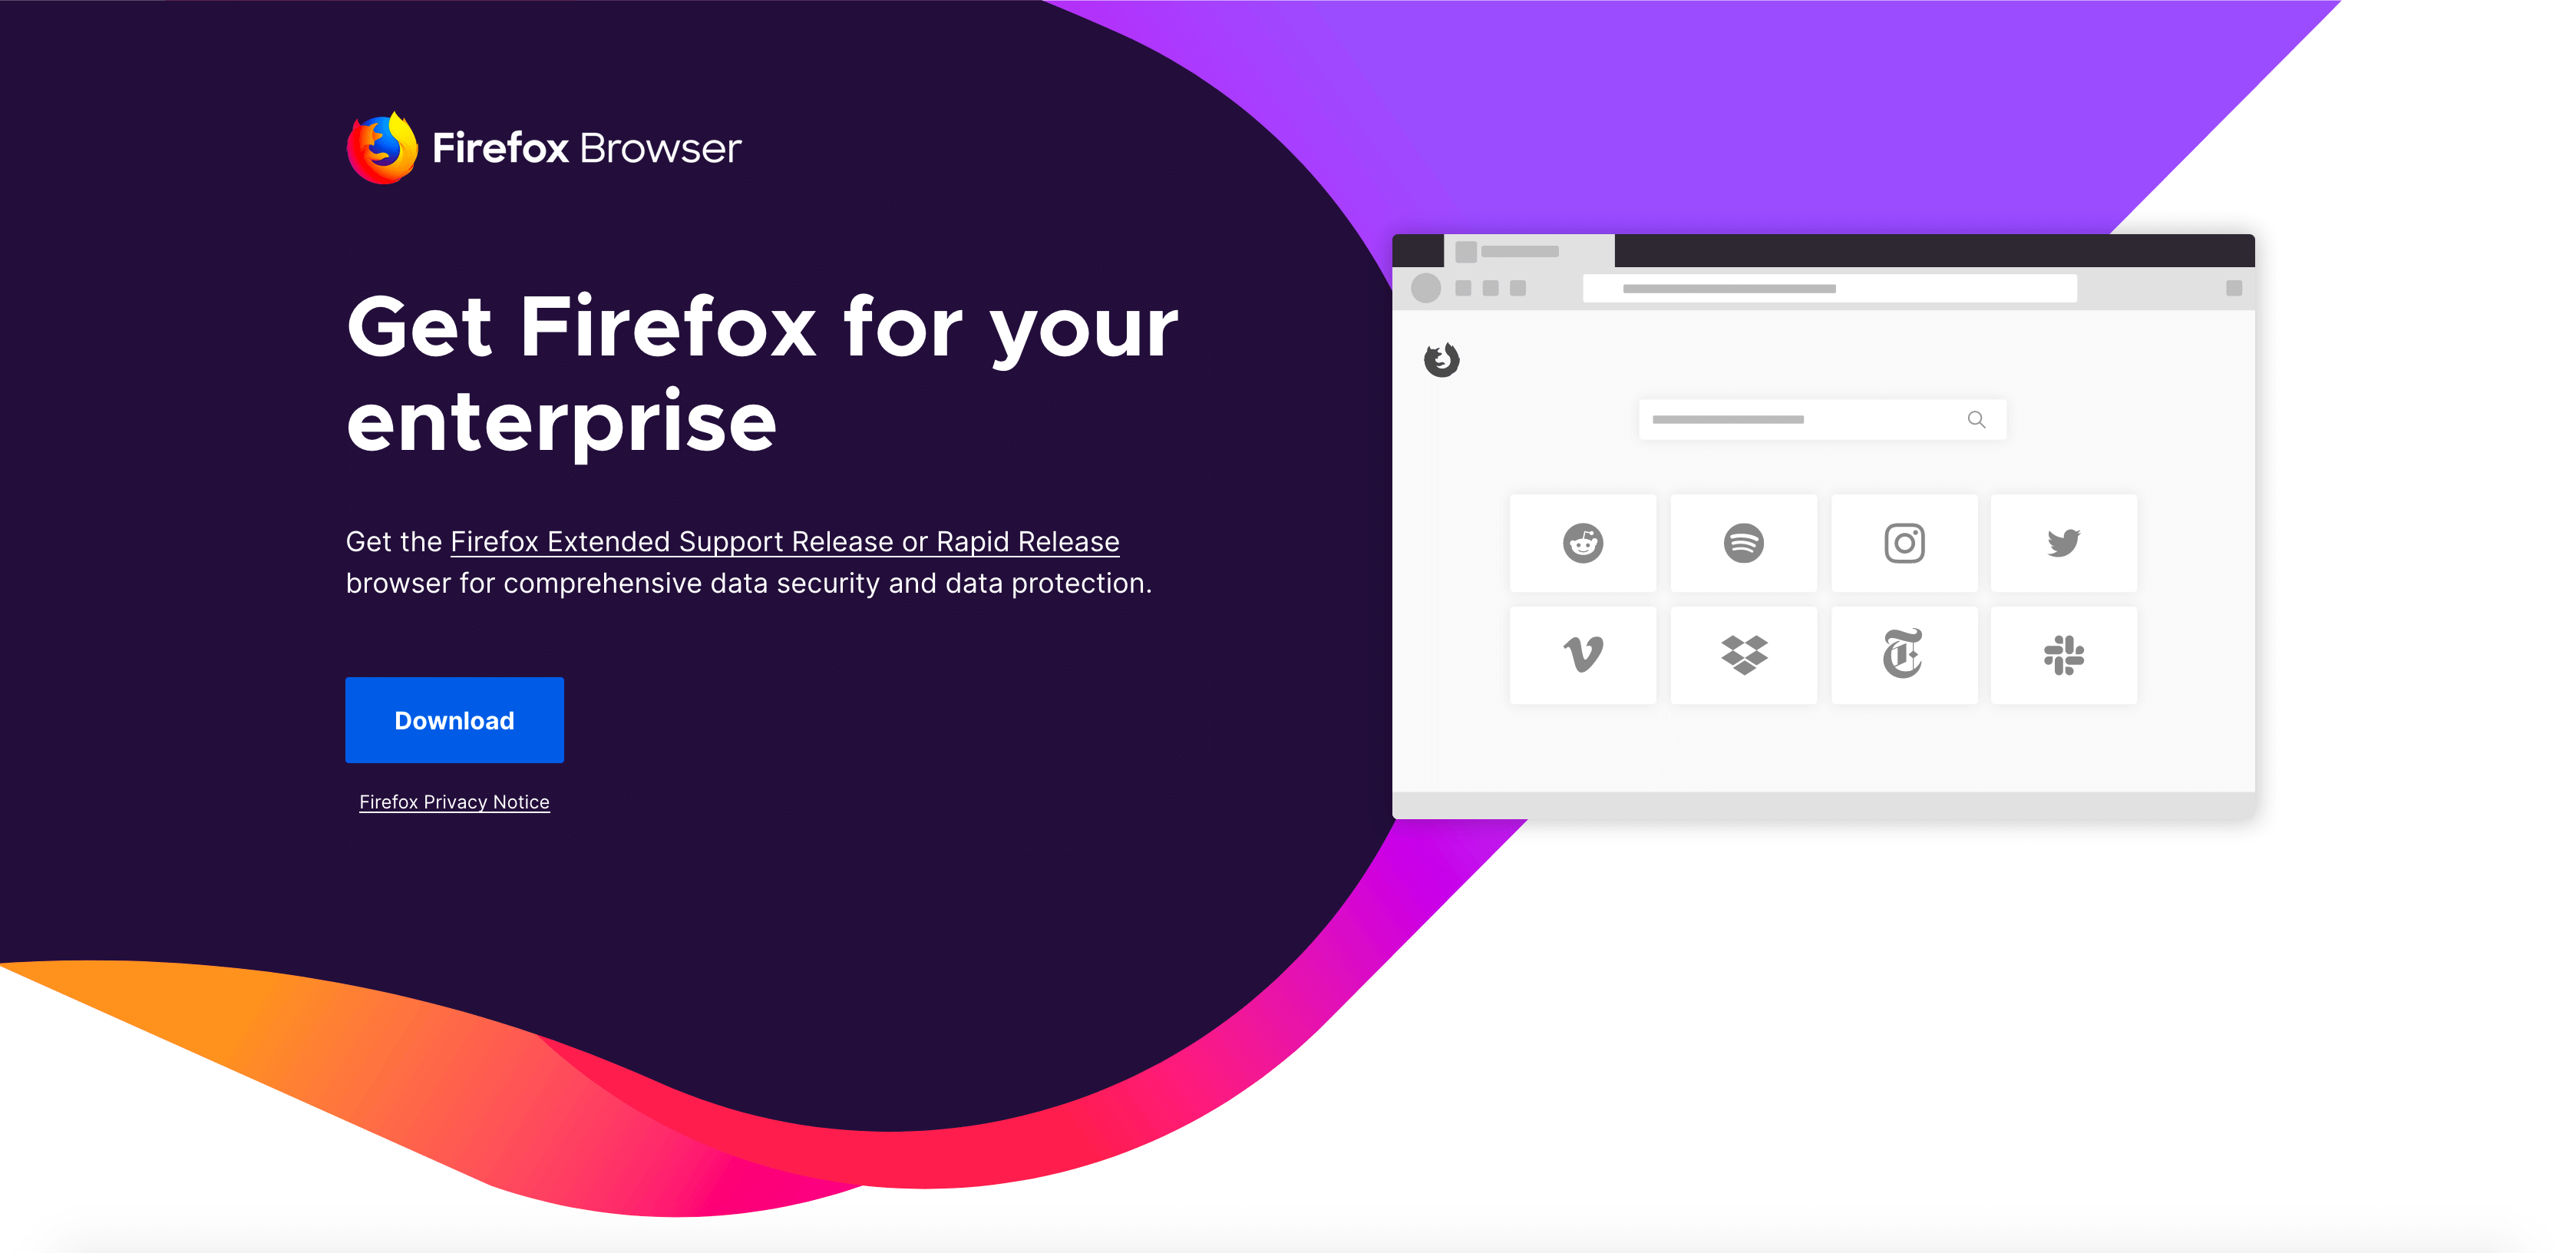 Firefox Browser
Get Firefox for your
enterprise
Get the Firefox Extended Support Release or Rapid Release
browser for comprehensive data security and data protection.
Download
Firefox Privacy Notice